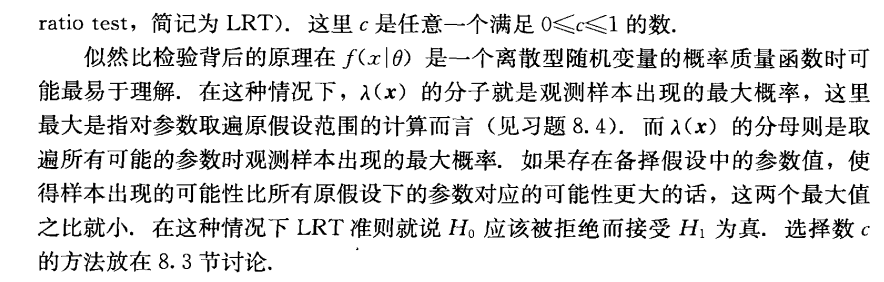 ratio test，简记为 LRT）．这里 c 是任意一个满足 0≤c≤1 的数．
似然比检验背后的原理在 f(x|θ) 是一个离散型随机变量的概率质量函数时可
能最易于理解．在这种情况下，λ(x) 的分子就是观测样本出现的最大概率，这里
最大是指对参数取遍原假设范围的计算而言（见习题 8.4）．而 λ(x) 的分母则是取
遍所有可能的参数时观测样本出现的最大概率．如果存在备择假设中的参数值，使
得样本出现的可能性比所有原假设下的参数对应的可能性更大的话，这两个最大值
之比就小．在这种情况下 LRT 准则就说 H₀ 应该被拒绝而接受 H₁ 为真．选择数 c
的方法放在 8.3 节讨论．